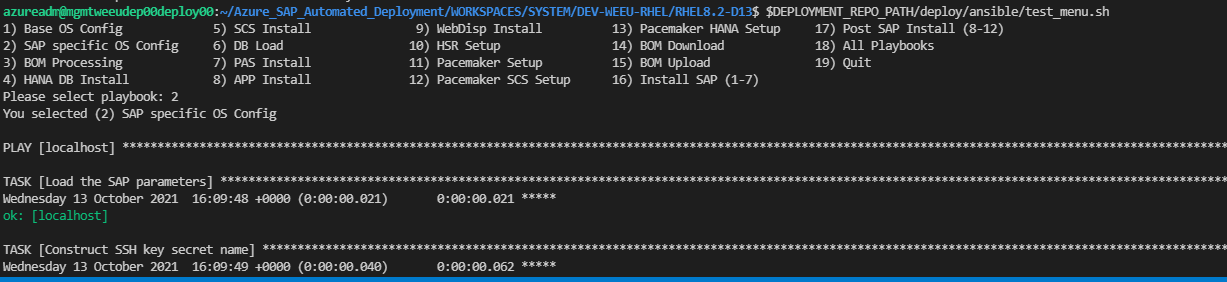 azureadm@mgmtweeudep00deploy00:~/Azure_SAP_Automated_Deployment/WORKSPACES/SYSTEM/DEV-WEEU-RHEL/RHEL8.2-D13$ $DEPLOYMENT_REPO_PATH/deploy/ansible/test_menu.sh
1) Base OS Config 5) SCS Install 9) WebDisp Install 13) Pacemaker HANA Setup 17) Post SAP Install (8-12)
2) SAP specific OS Config 6) DB Load 10) HSR Setup 14) BOM Download 18) All Playbooks
3) BOM Processing 7) PAS Install 11) Pacemaker Setup 15) BOM Upload 19) Quit
4) HANA DB Install 8) APP Install 12) Pacemaker SCS Setup 16) Install SAP (1-7)
Please select playbook: 2
You selected (2) SAP specific OS Config
PLAY [localhost] ****************************************************************************************************************************************************************
TASK [Load the SAP parameters] **************************************************************************************************************************************************
Wednesday 13 October 2021  16:09:48 +0000 (0:00:00.021)       0:00:00.021 *****
ok: [localhost]
TASK [Construct SSH key secret name] ********************************************************************************************************************************************
Wednesday 13 October 2021  16:09:49 +0000 (0:00:00.040)       0:00:00.062 *****